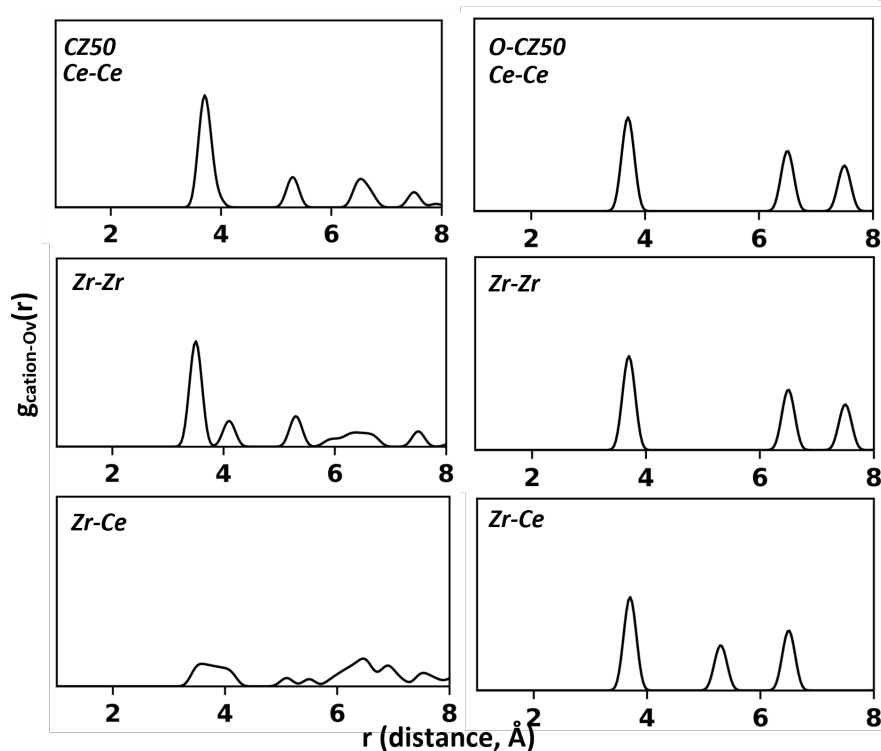 CZ50
Ce-Ce
2 4 6 8
O-CZ50
Ce-Ce
2 4 6 8
Zr-Zr
2 4 6 8
Zr-Zr
2 4 6 8
Zr-Ce
2 4 6 8
Zr-Ce
2 4 6 8
gcation-Ov(r)
r (distance, Å)